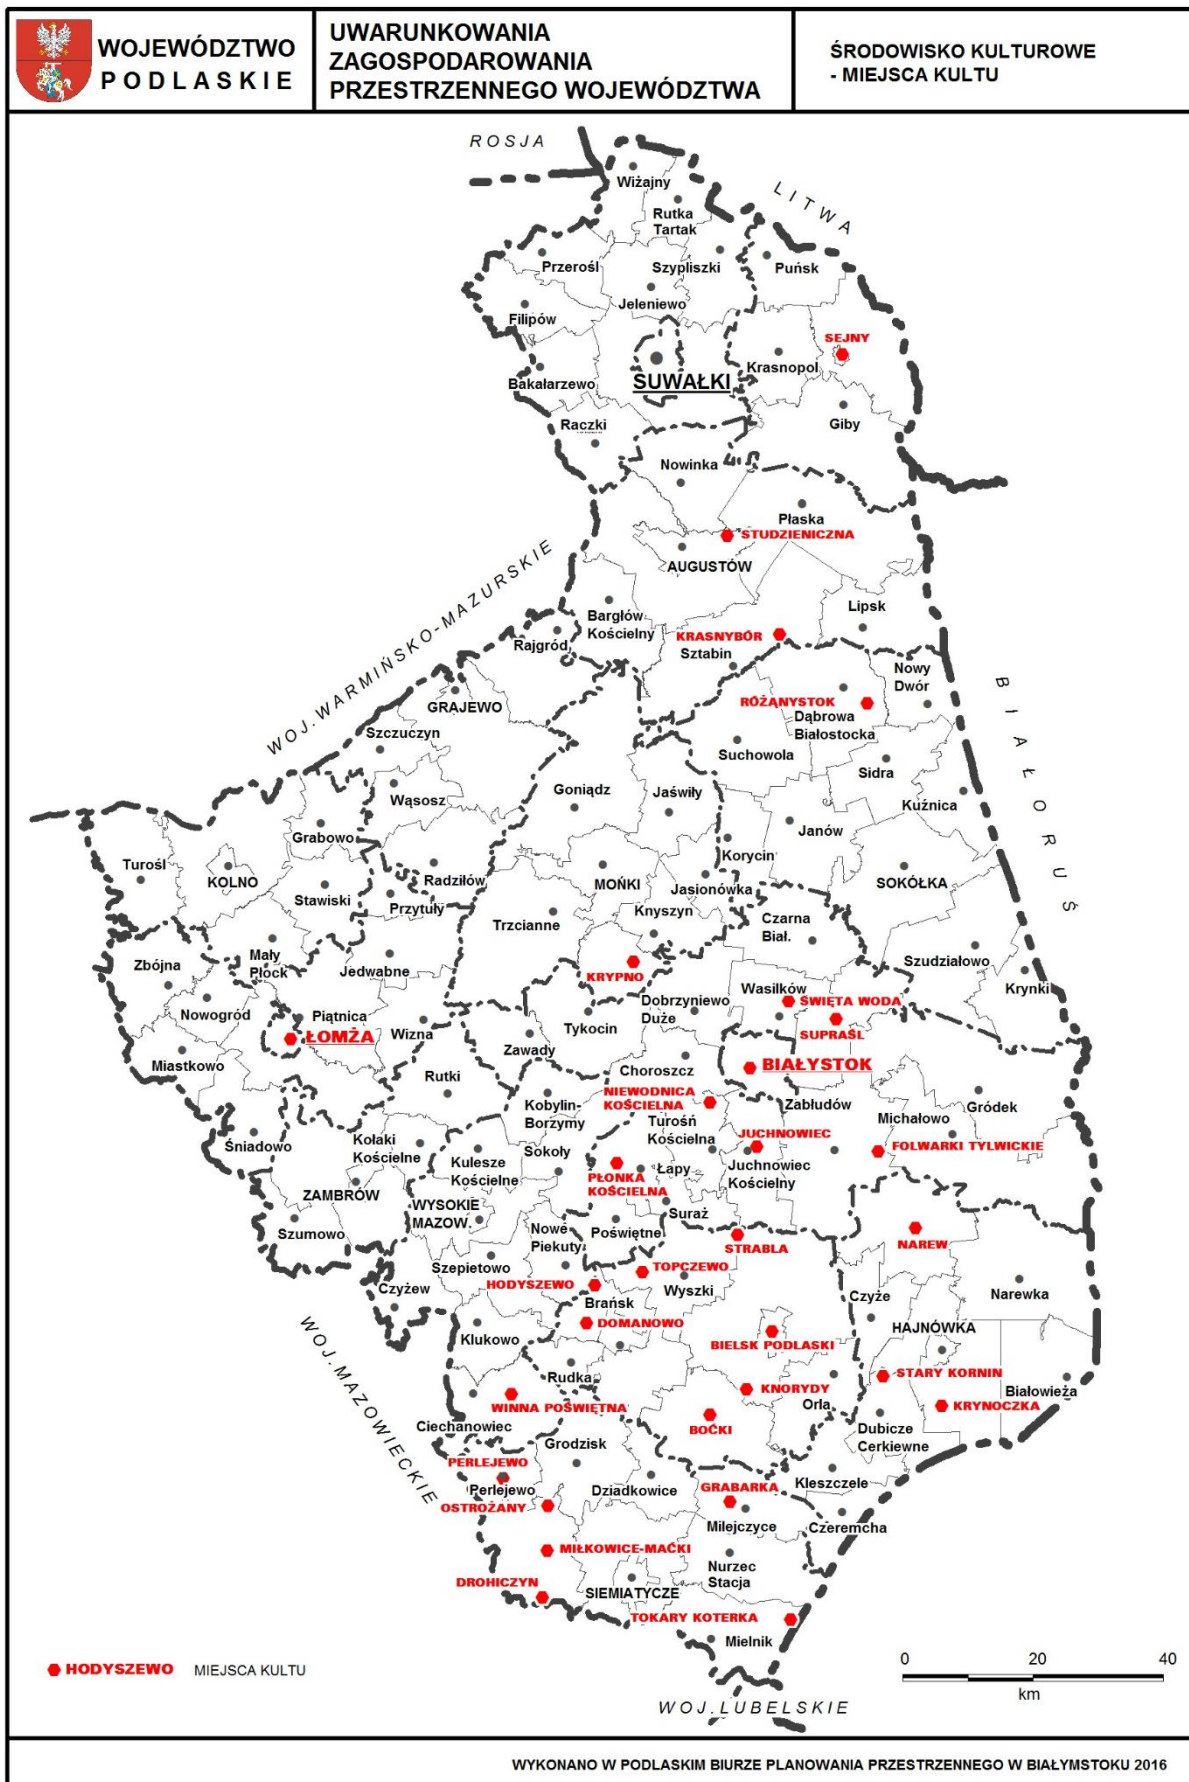 WOJEWÓDZTWO
PODLASKIE
UWARUNKOWANIA
ZAGOSPODAROWANIA
PRZESTRZENNEGO WOJEWÓDZTWA
ŚRODOWISKO KULTUROWE
- MIEJSCA KULTU
ROSJA
LITWA
Wiżajny
Rutka
Tartak
Przerośl
Szypliszki
Puńsk
Jeleniewo
Filipów
SEJNY
Bakałarzewo
SUWAŁKI
Krasnopol
Raczki
Giby
Nowinka
Płaska
STUDZIENICZNA
AUGUSTÓW
WOJ.WARMIŃSKO-MAZURSKIE
Bargłów
Kościelny
Lipsk
Rajgród
KRASNYBÓR
Sztabin
Nowy
Dwór
BIAŁORUŚ
GRAJEWO
RÓŻANYSTOK
Dąbrowa
Białostocka
Szczuczyn
Suchowola
Sidra
Wąsosz
Goniądz
Jaświły
Kuźnica
Grabowo
Janów
Korycin
Turośl
KOLNO
Radziłów
MOŃKI
Jasionówka
SOKÓŁKA
Stawiski
Przytuły
Knyszyn
Trzcianne
Czarna
Biał.
Zbójna
Mały
Płock
Jedwabne
KRYPNO
Szudziałowo
Krynki
Nowogród
Piątnica
Dobrzyniewo
Duże
Wasilków
ŚWIĘTA WODA
Tykocin
SUPRAŚL
ŁOMŻA
Wizna
Zawady
Miastkowo
Rutki
Choroszcz
BIAŁYSTOK
Kobylin-
Borzymy
NIEWODNICA
KOŚCIELNA
Zabłudów
Gródek
Michałowo
Turośń
Kościelna
JUCHNOWIEC
FOLWARKI TYLWICKIE
Śniadowo
Kołaki
Kościelne
Kulesze
Kościelne
Sokoły
PŁONKA
KOŚCIELNA
Łapy
Juchnowiec
Kościelny
ZAMBRÓW
WYSOKIE
MAZOW.
Suraż
Szumowo
Nowe
Piekuty
Poświętne
STRABLA
NAREW
Szepietowo
HODYSZEWO
TOPCZEWO
Czyżew
Brańsk
Wyszki
Czyże
Narewka
Klukowo
DOMANOWO
BIELSK PODLASKI
HAJNÓWKA
WOJ.MAZOWIECKIE
Rudka
STARY KORNIN
KNORYDY
Orla
Białowieża
WINNA POŚWIĘTNA
KRYNOCZKA
Ciechanowiec
BOĆKI
Dubicze
Cerkiewne
Grodzisk
PERLEJEWO
Perlejewo
Dziadkowice
GRABARKA
Kleszczele
OSTROŻANY
Milejczyce
Czeremcha
MIŁKOWICE-MAĆKI
Nurzec
Stacja
DROHICZYN
SIEMIATYCZE
TOKARY KOTERKA
Mielnik
HODYSZEWO MIEJSCA KULTU
0 20 40
km
WOJ.LUBELSKIE
WYKONANO W PODLASKIM BIURZE PLANOWANIA PRZESTRZENNEGO W BIAŁYMSTOKU 2016